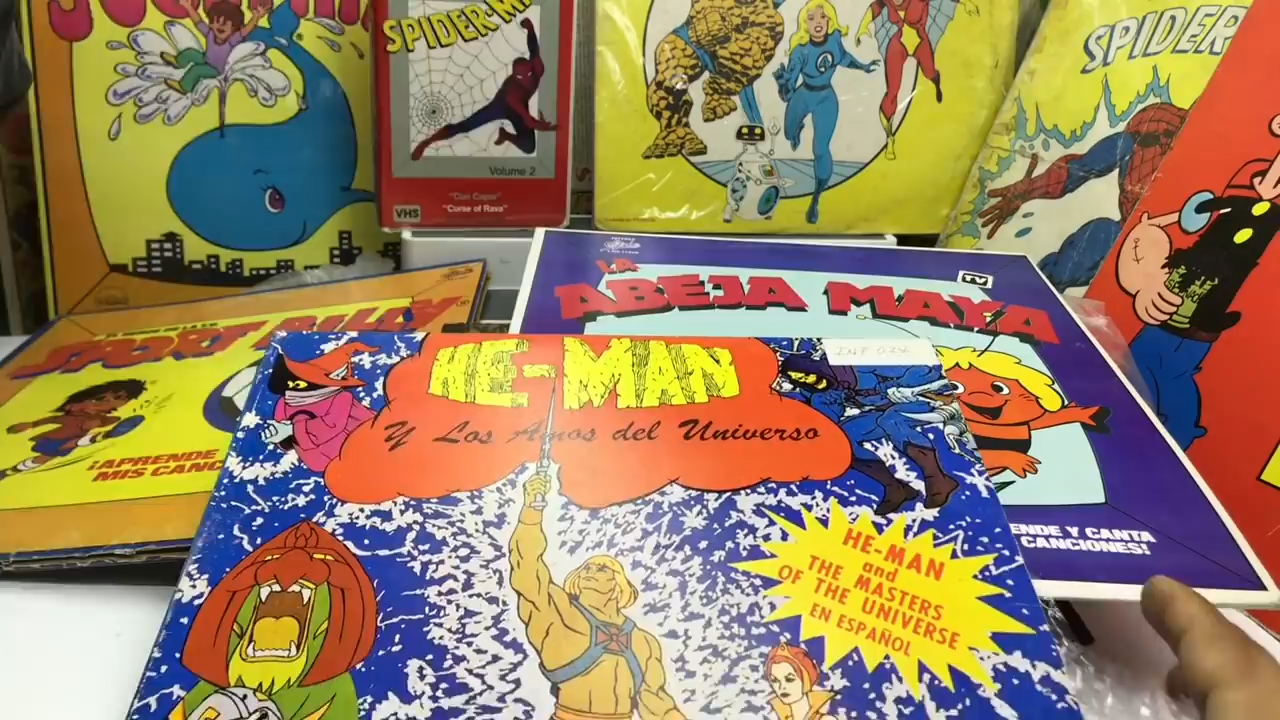 SPIDER-MA
Volume 2
"Con Caper"
"Curse of Rava"
VHS
SPIDER
4
LA
ABEJA MAYA
TV
ENDE Y CANTA
CANCIONES!
SPORT BILLY
¡APRENDE
MIS CANC
HE-MAN
Y Los Amos del Universo
HE-MAN
and
THE MASTERS
OF THE UNIVERSE
EN ESPAÑOL